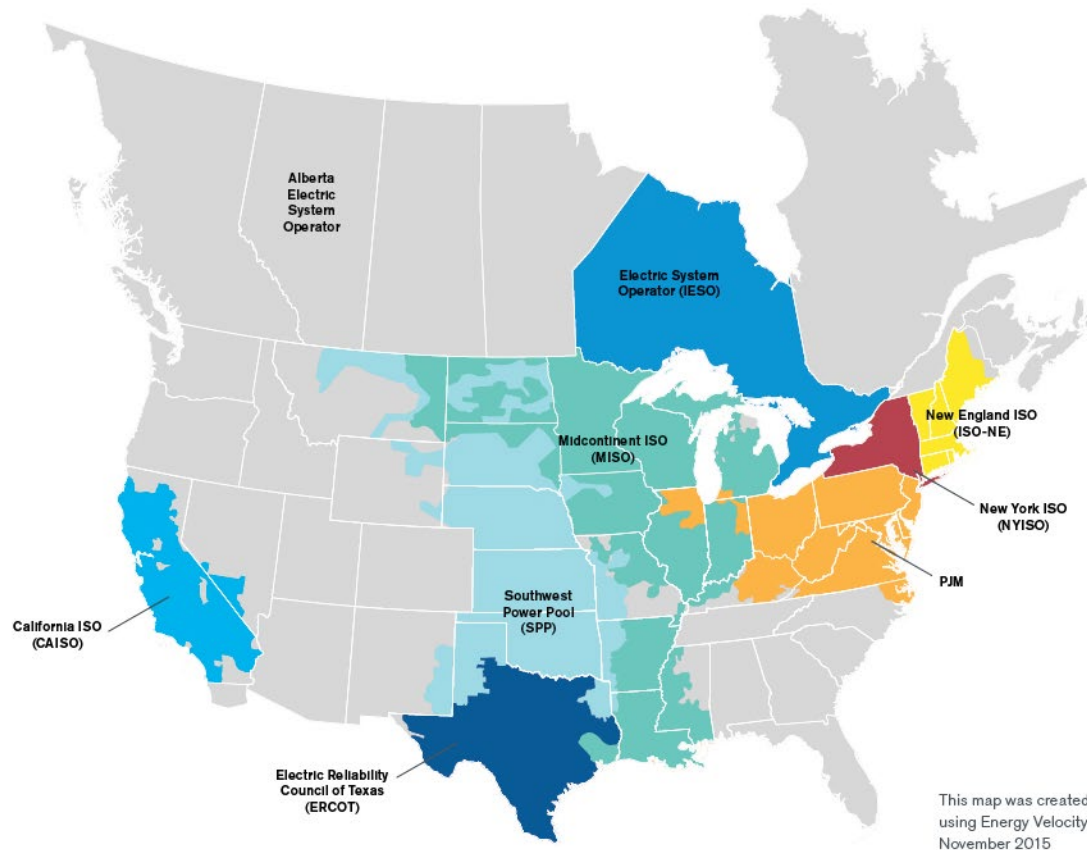 Alberta
Electric
System
Operator
Electric System
Operator (IESO)
New England ISO
(ISO-NE)
Midcontinent ISO
(MISO)
New York ISO
(NYISO)
PJM
Southwest
Power Pool
(SPP)
California ISO
(CAISO)
Electric Reliability
Council of Texas
(ERCOT)
This map was created
using Energy Velocity
November 2015